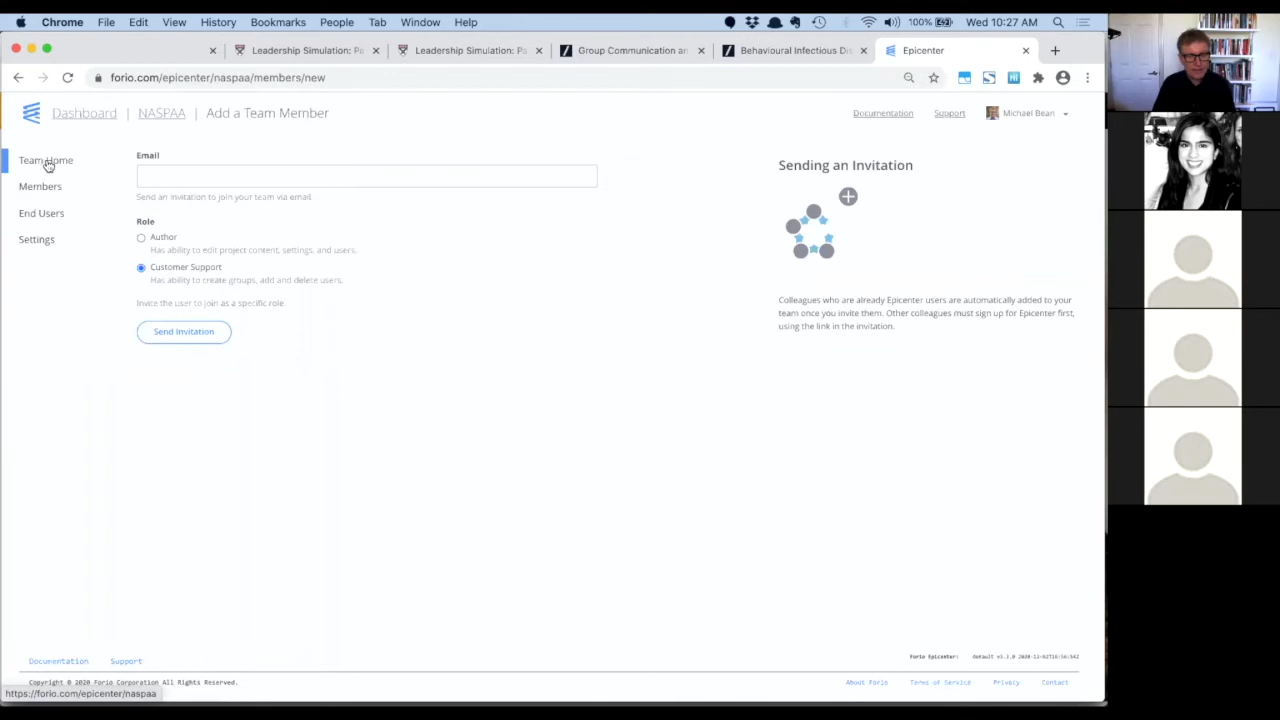 Chrome File Edit View History Bookmarks People Tab Window Help 100% Wed 10:27 AM
Leadership Simulation: Pa Leadership Simulation: Pa Group Communication an Behavioural Infectious Dis Epicenter
forio.com/epicenter/naspaa/members/new
Dashboard | NASPAA | Add a Team Member Documentation Support Michael Bean
Team Home
Members
End Users
Settings
Email
Send an invitation to join your team via email.
Role
Author
Has ability to edit project content, settings, and users.
Customer Support
Has ability to create groups, add and delete users.
Invite the user to join as a specific role.
Send Invitation
Sending an Invitation
Colleagues who are already Epicenter users are automatically added to your
team once you invite them. Other colleagues must sign up for Epicenter first,
using the link in the invitation.
Documentation Support
Forio Epicenter:
Copyright © 2020 Forio Corporation All Rights Reserved.
About Forio Terms of Service Privacy Contact
https://forio.com/epicenter/naspaa